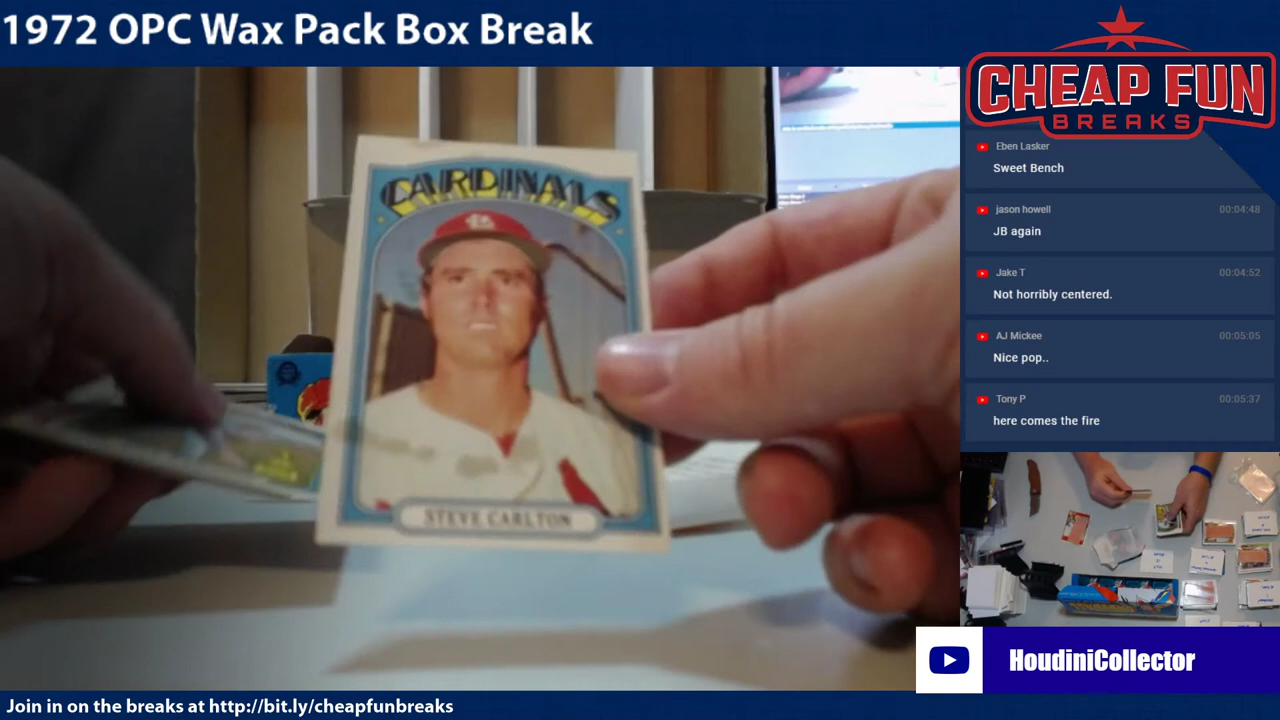 1972 OPC Wax Pack Box Break
CHEAP FUN
BREAKS
Eben Lasker
Sweet Bench
jason howell 00:04:48
JB again
Jake T 00:04:52
Not horribly centered.
AJ Mickee 00:05:05
Nice pop..
Tony P 00:05:37
here comes the fire
CARDINALS
STEVE CARLTON
HoudiniCollector
Join in on the breaks at http://bit.ly/cheapfunbreaks